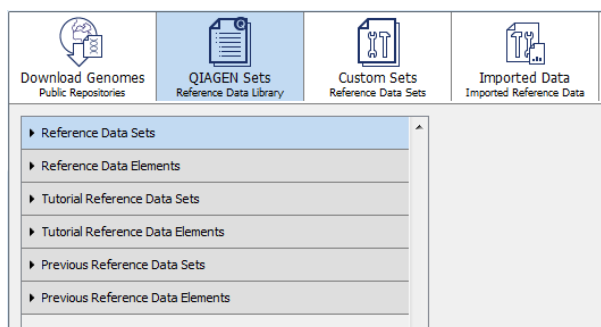 Download Genomes
Public Repositories
QIAGEN Sets
Reference Data Library
Custom Sets
Reference Data Sets
Imported Data
Imported Reference Data
Reference Data Sets
Reference Data Elements
Tutorial Reference Data Sets
Tutorial Reference Data Elements
Previous Reference Data Sets
Previous Reference Data Elements